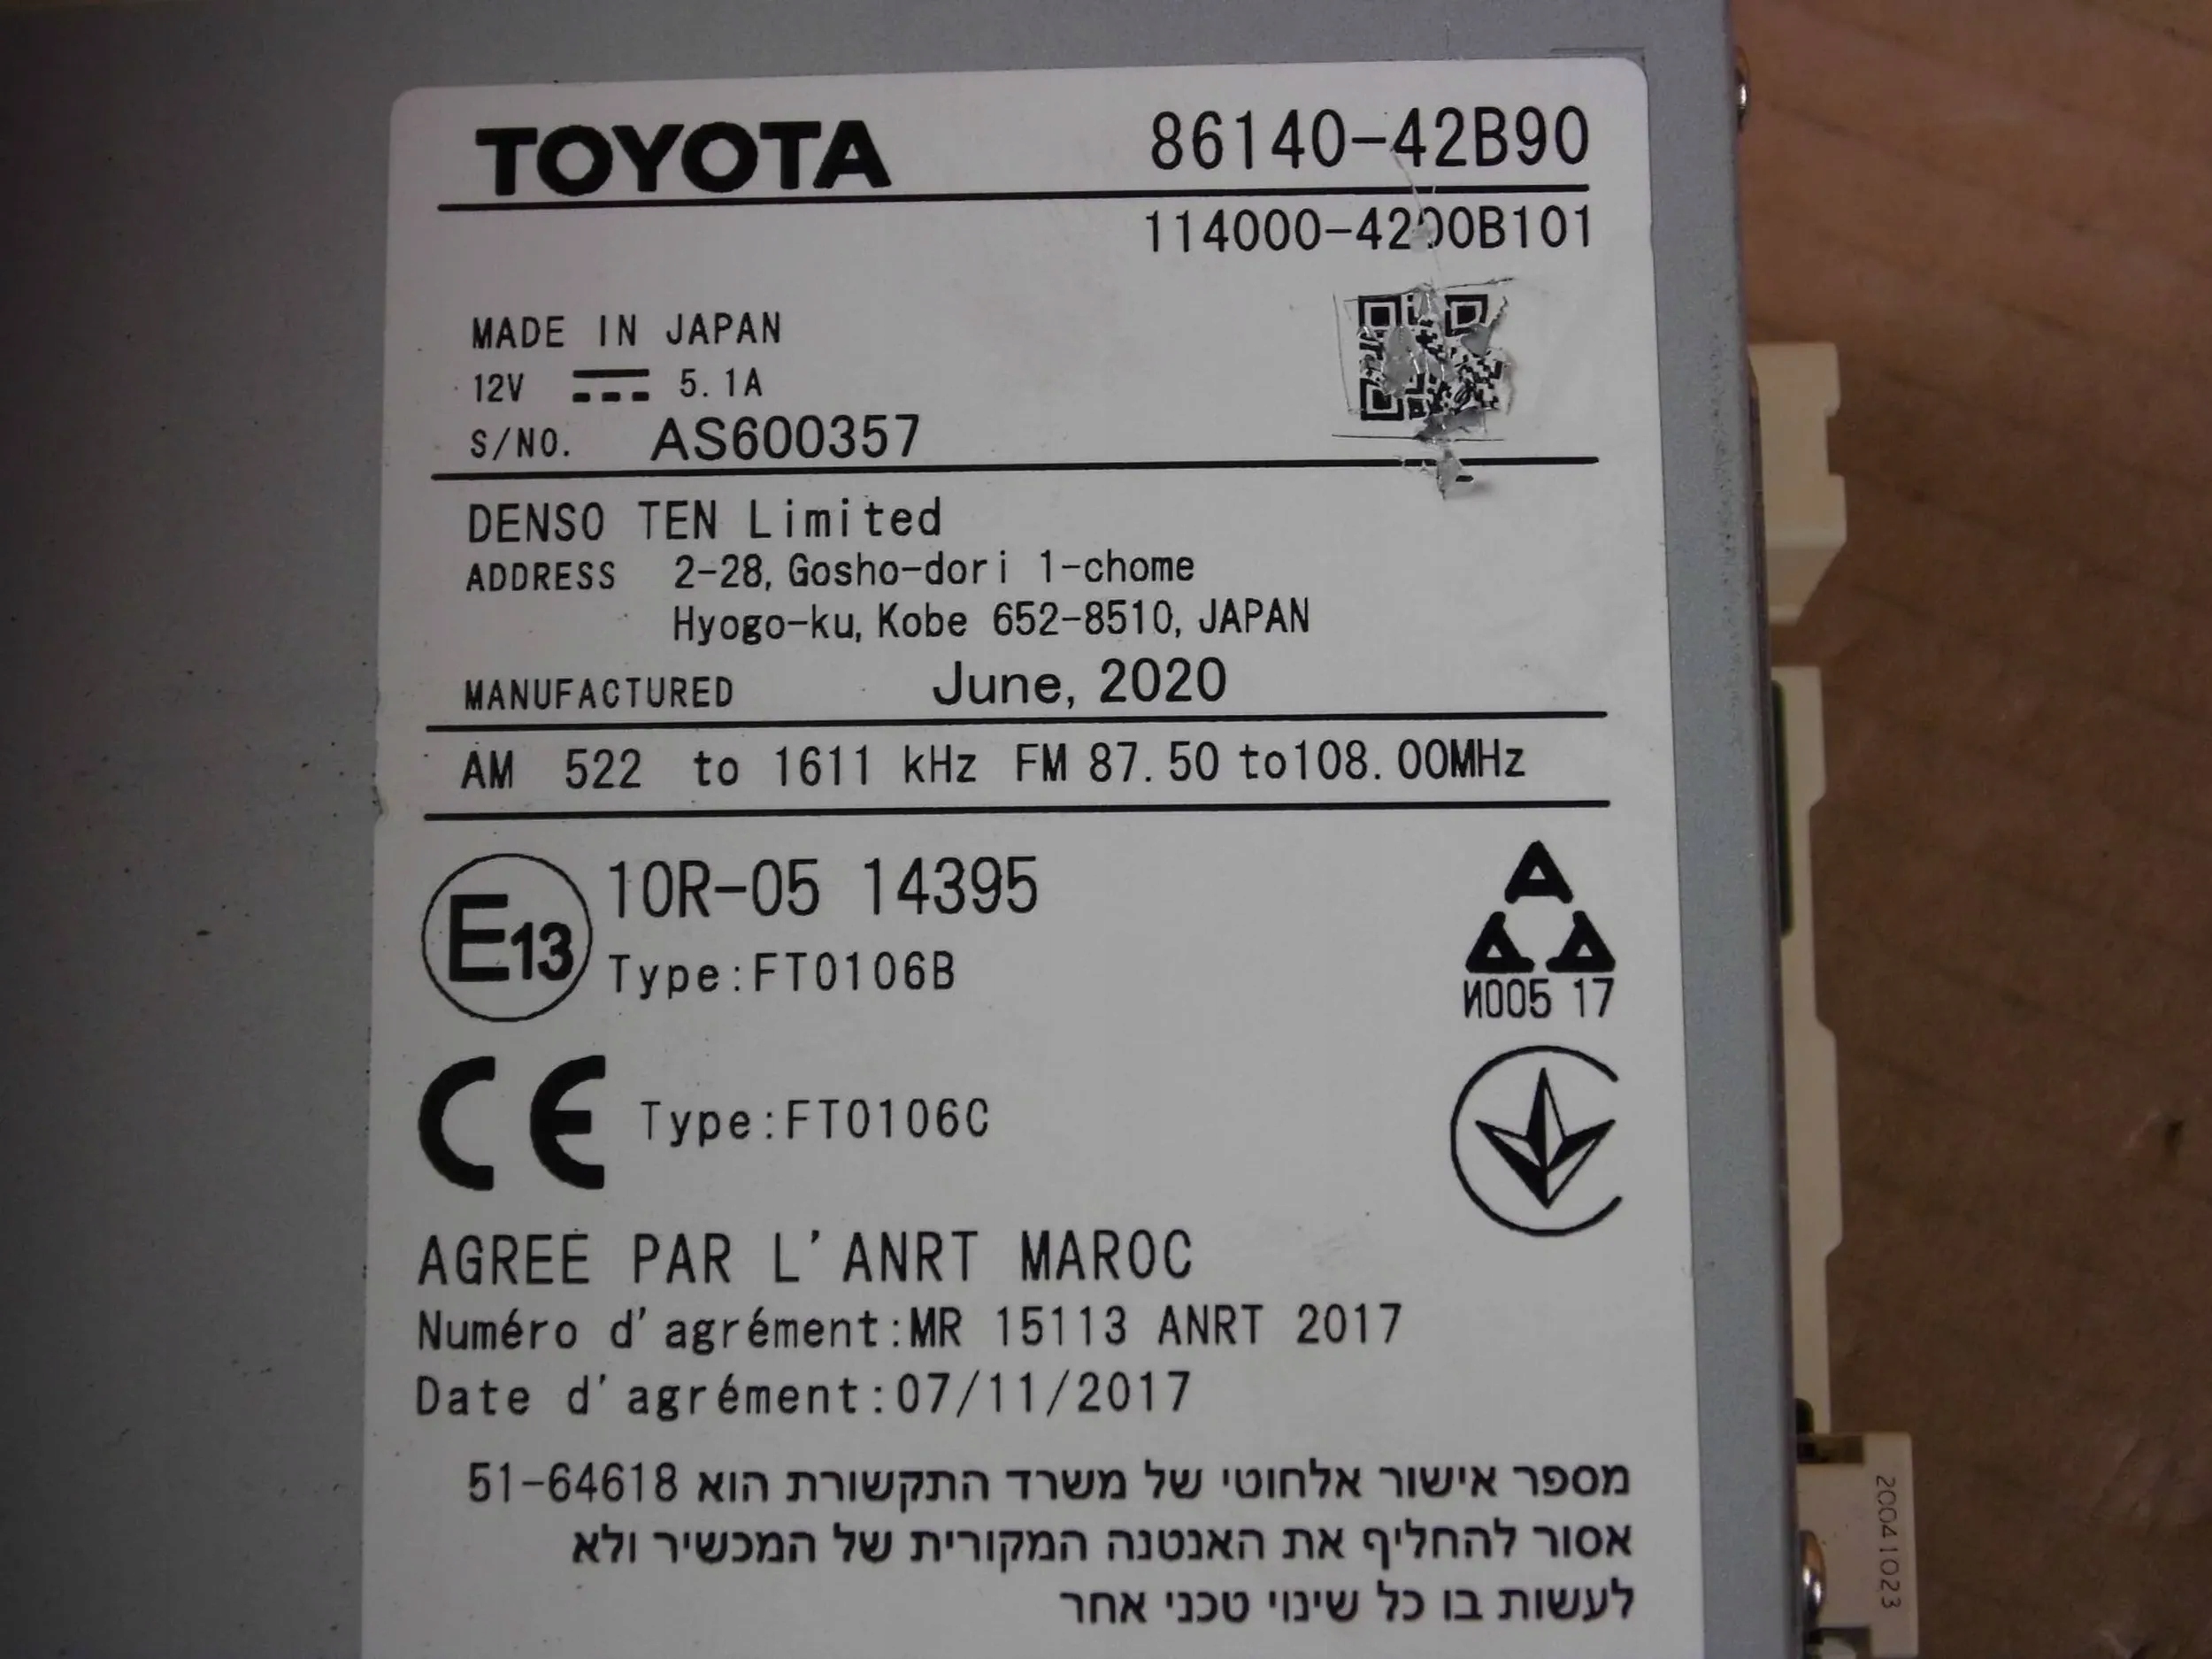 TOYOTA 86140-42B90
MADE IN JAPAN
12V 5.1A
S/NO. AS600357
DENSO TEN Limited
ADDRESS 2-28, Gosho-dori 1-chome
Hyogo-ku, Kobe 652-8510, JAPAN
MANUFACTURED June, 2020
AM 522 to 1611 kHz FM 87.50 to108.00MHz
E13 10R-05 14395
Type:FT0106B
И005 17
CE Type:FT0106C
AGREÉ PAR L'ANRT MAROC
Numéro d'agrément:MR 15113 ANRT 2017
Date d'agrément:07/11/2017
מספר אישור אלחוטי של משרד התקשורת הוא 51-64618
אסור להחליף את האנטנה המקורית של המכשיר ולא
לעשות בו כל שינוי טכני אחר
20041023